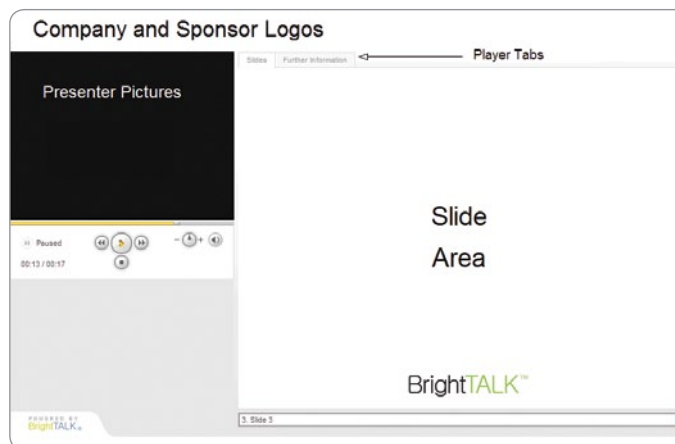 Company and Sponsor Logos
Slides Further Information Player Tabs
Presenter Pictures
Slide
Area
Paused
- +
00:13 / 00:17
BrightTALK™
POWERED BY
BrightTALK
3. Slide 3